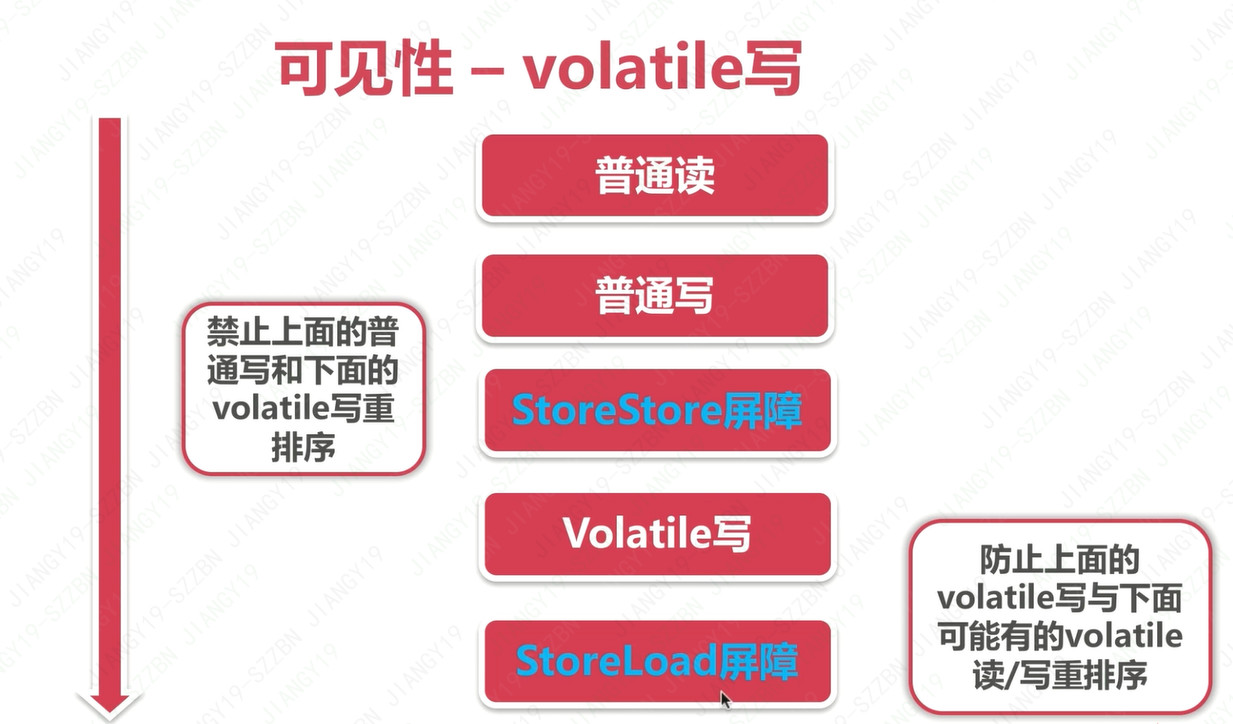 可见性 – volatile写
普通读
普通写
禁止上面的普
通写和下面的
volatile写重
排序
StoreStore屏障
Volatile写
防止上面的
volatile写与下面
可能有的volatile
读/写重排序
StoreLoad屏障
JIANGY19-SZZBN